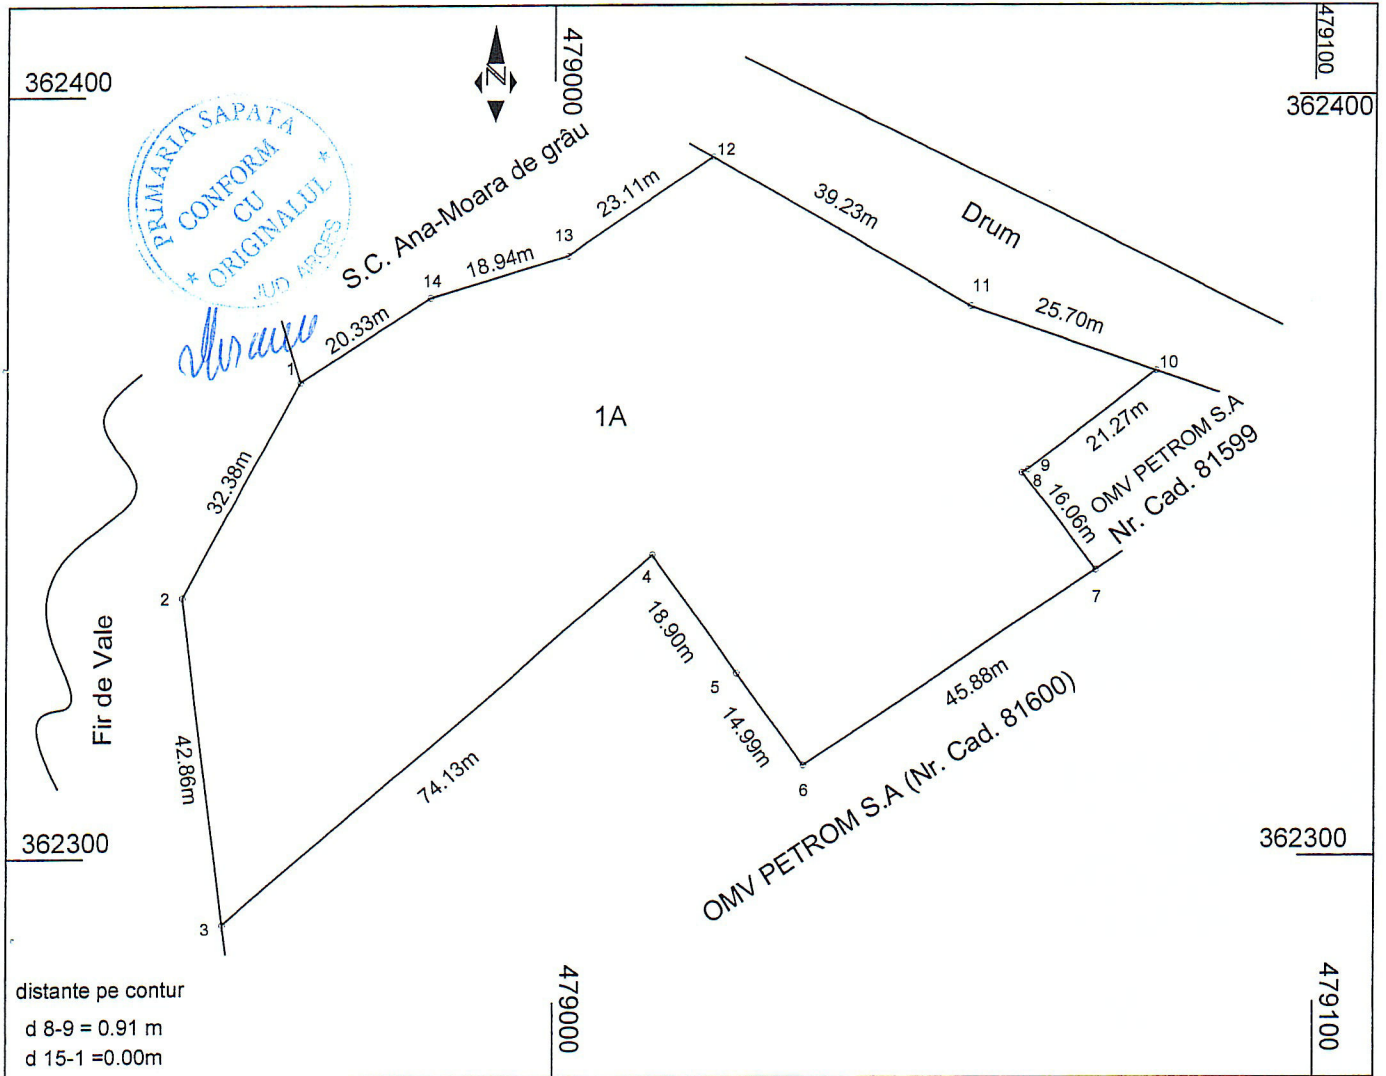 479000
479100
362400
362400
PRIMARIA SAPATA
CONFORM
CU
ORIGINALUL
JUD ARGES
S.C. Ana-Moara de grâu
12
23.11m
39.23m
Drum
13
18.94m
14
11
25.70m
20.33m
1
10
1A
21.27m
OMV PETROM S.A
Nr. Cad. 81599
9
8
16.06m
32.38m
4
7
2
18.90m
Fir de Vale
5
45.88m
42.86m
14.99m
74.13m
6
OMV PETROM S.A (Nr. Cad. 81600)
362300
362300
3
479000
479100
distante pe contur
d 8-9 = 0.91 m
d 15-1 =0.00m
N